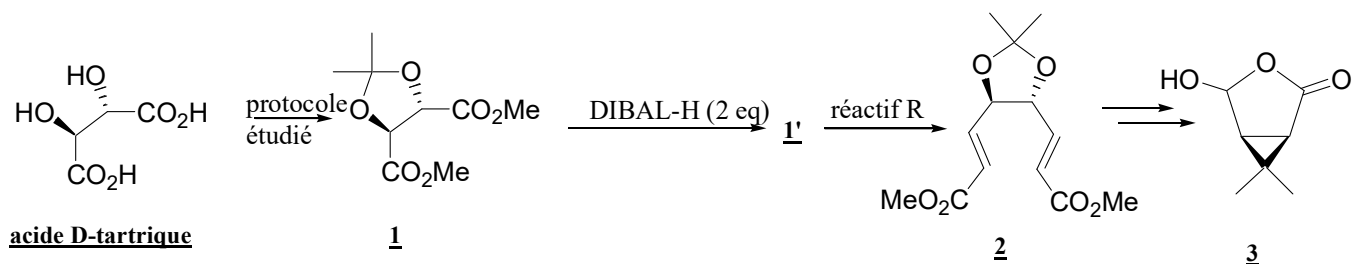 HO
HO
CO₂H
CO₂H
acide D-tartrique
protocole
étudié
O
O
CO₂Me
CO₂Me
1
DIBAL-H (2 eq)
1'
réactif R
O
O
MeO₂C
CO₂Me
2
HO
O
O
3